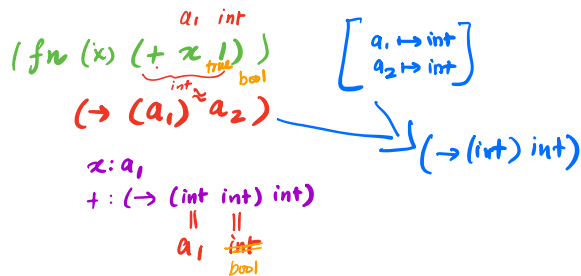 a₁ int
(fn (x) (+ x 1))
true
bool
int
≈
(→ (a₁) a₂)
x: a₁
+ : (→ (int int) int)
|| ||
a₁ int
bool
[a₁ ↦ int
a₂ ↦ int]
(→ (int) int)